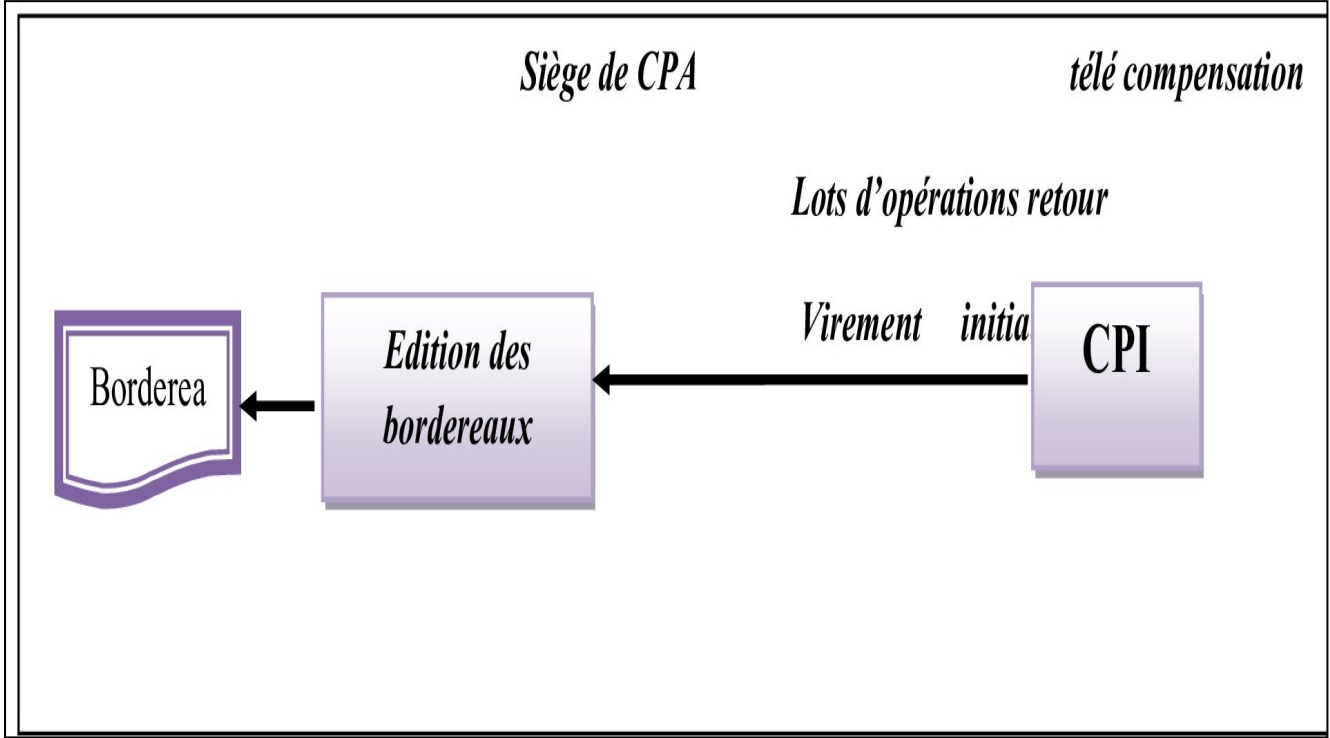 Siège de CPA
télé compensation
Lots d’opérations retour
Virement initia
CPI
Edition des
bordereaux
Borderea